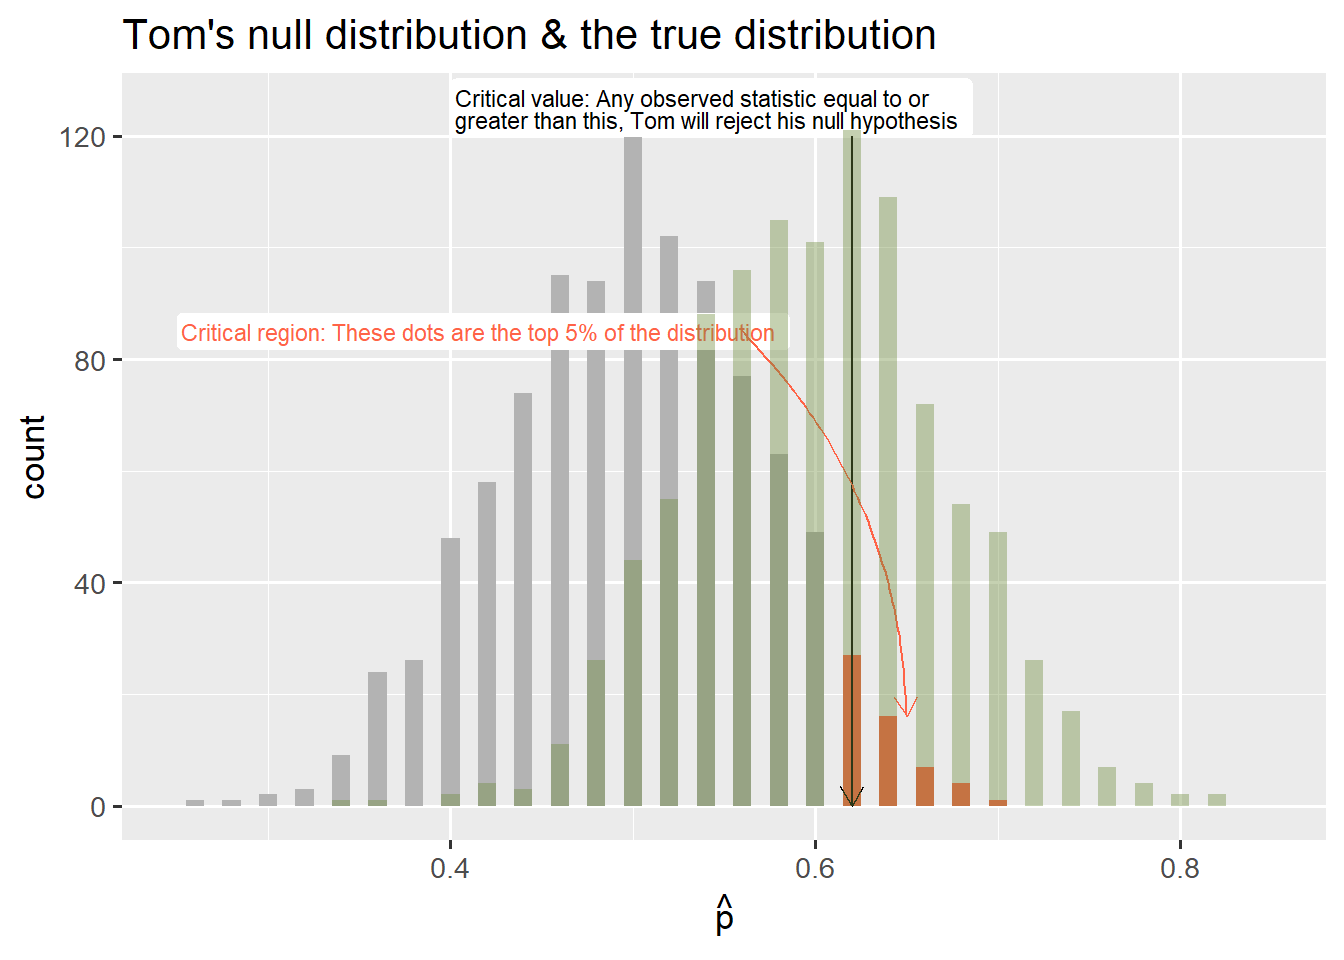 Tom's null distribution & the true distribution
Critical value: Any observed statistic equal to or
greater than this, Tom will reject his null hypothesis
120
Critical region: These dots are the top 5% of the distribution
80
count
40
0
0.4
0.6
0.8
p̂